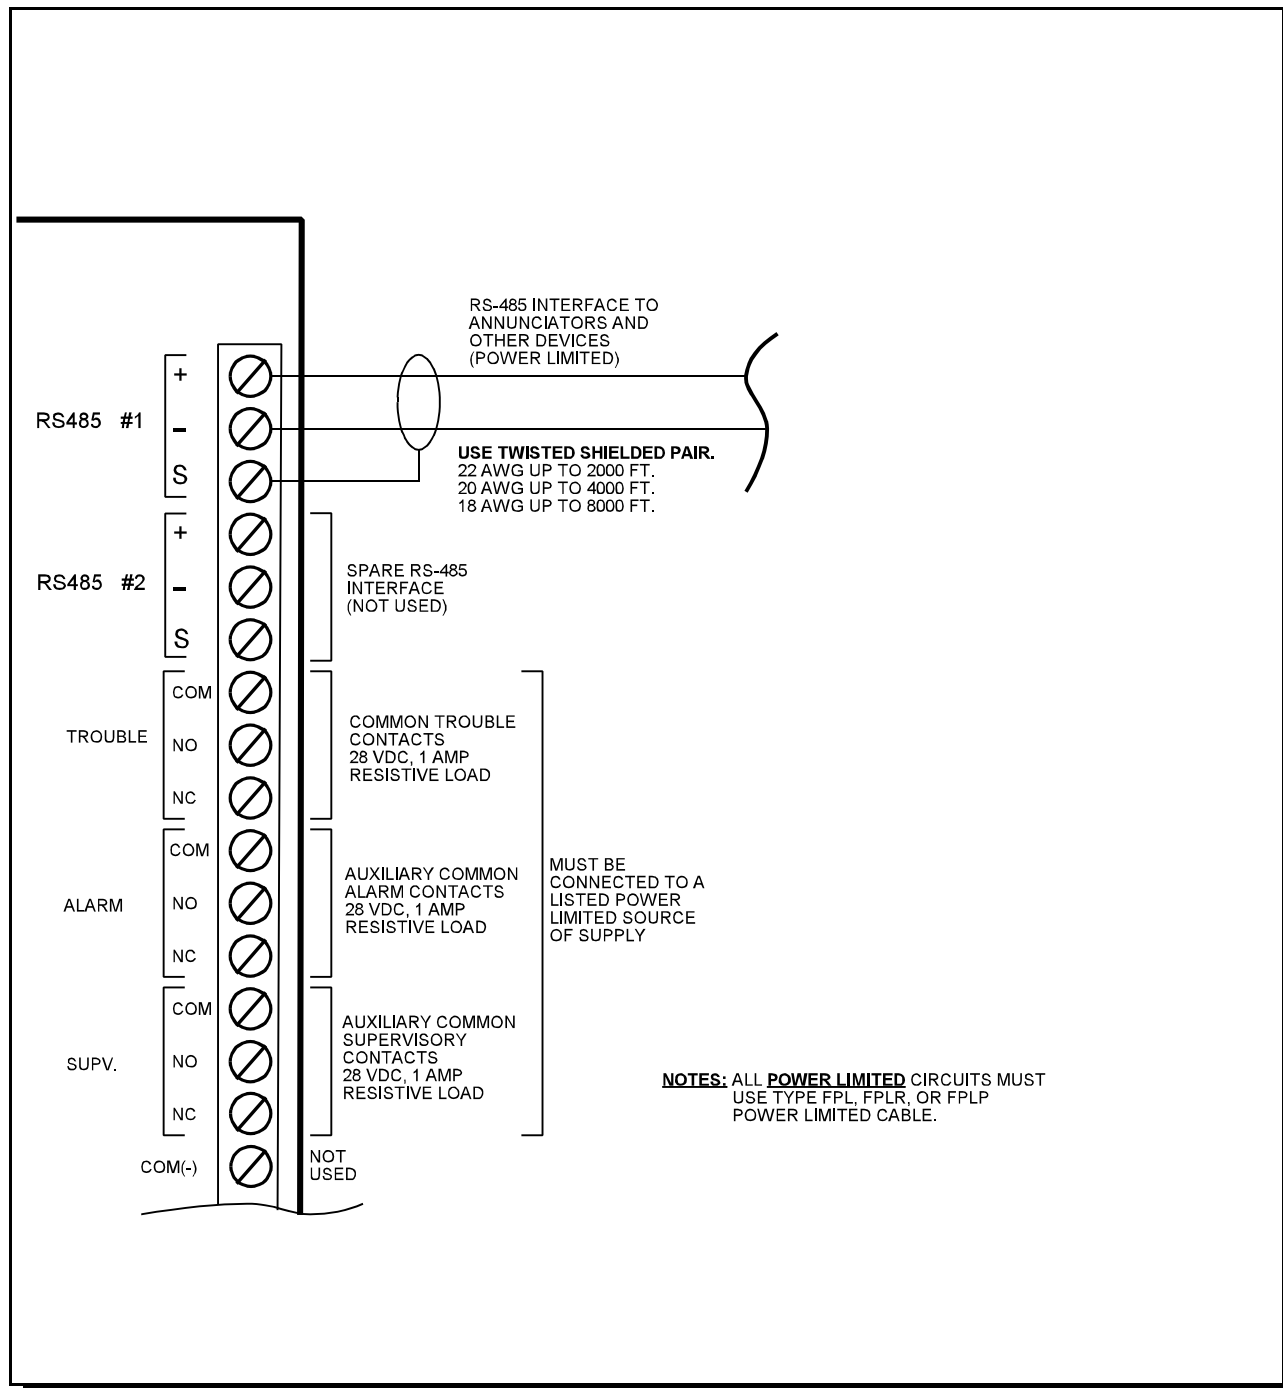 RS-485 INTERFACE TO
ANNUNCIATORS AND
OTHER DEVICES
(POWER LIMITED)
RS485 #1
+
–
S
USE TWISTED SHIELDED PAIR.
22 AWG UP TO 2000 FT.
20 AWG UP TO 4000 FT.
18 AWG UP TO 8000 FT.
RS485 #2
+
–
S
SPARE RS-485
INTERFACE
(NOT USED)
TROUBLE
COM
NO
NC
COMMON TROUBLE
CONTACTS
28 VDC, 1 AMP
RESISTIVE LOAD
ALARM
COM
NO
NC
AUXILIARY COMMON
ALARM CONTACTS
28 VDC, 1 AMP
RESISTIVE LOAD
MUST BE
CONNECTED TO A
LISTED POWER
LIMITED SOURCE
OF SUPPLY
SUPV.
COM
NO
NC
AUXILIARY COMMON
SUPERVISORY
CONTACTS
28 VDC, 1 AMP
RESISTIVE LOAD
NOTES: ALL POWER LIMITED CIRCUITS MUST
USE TYPE FPL, FPLR, OR FPLP
POWER LIMITED CABLE.
COM(-)
NOT
USED